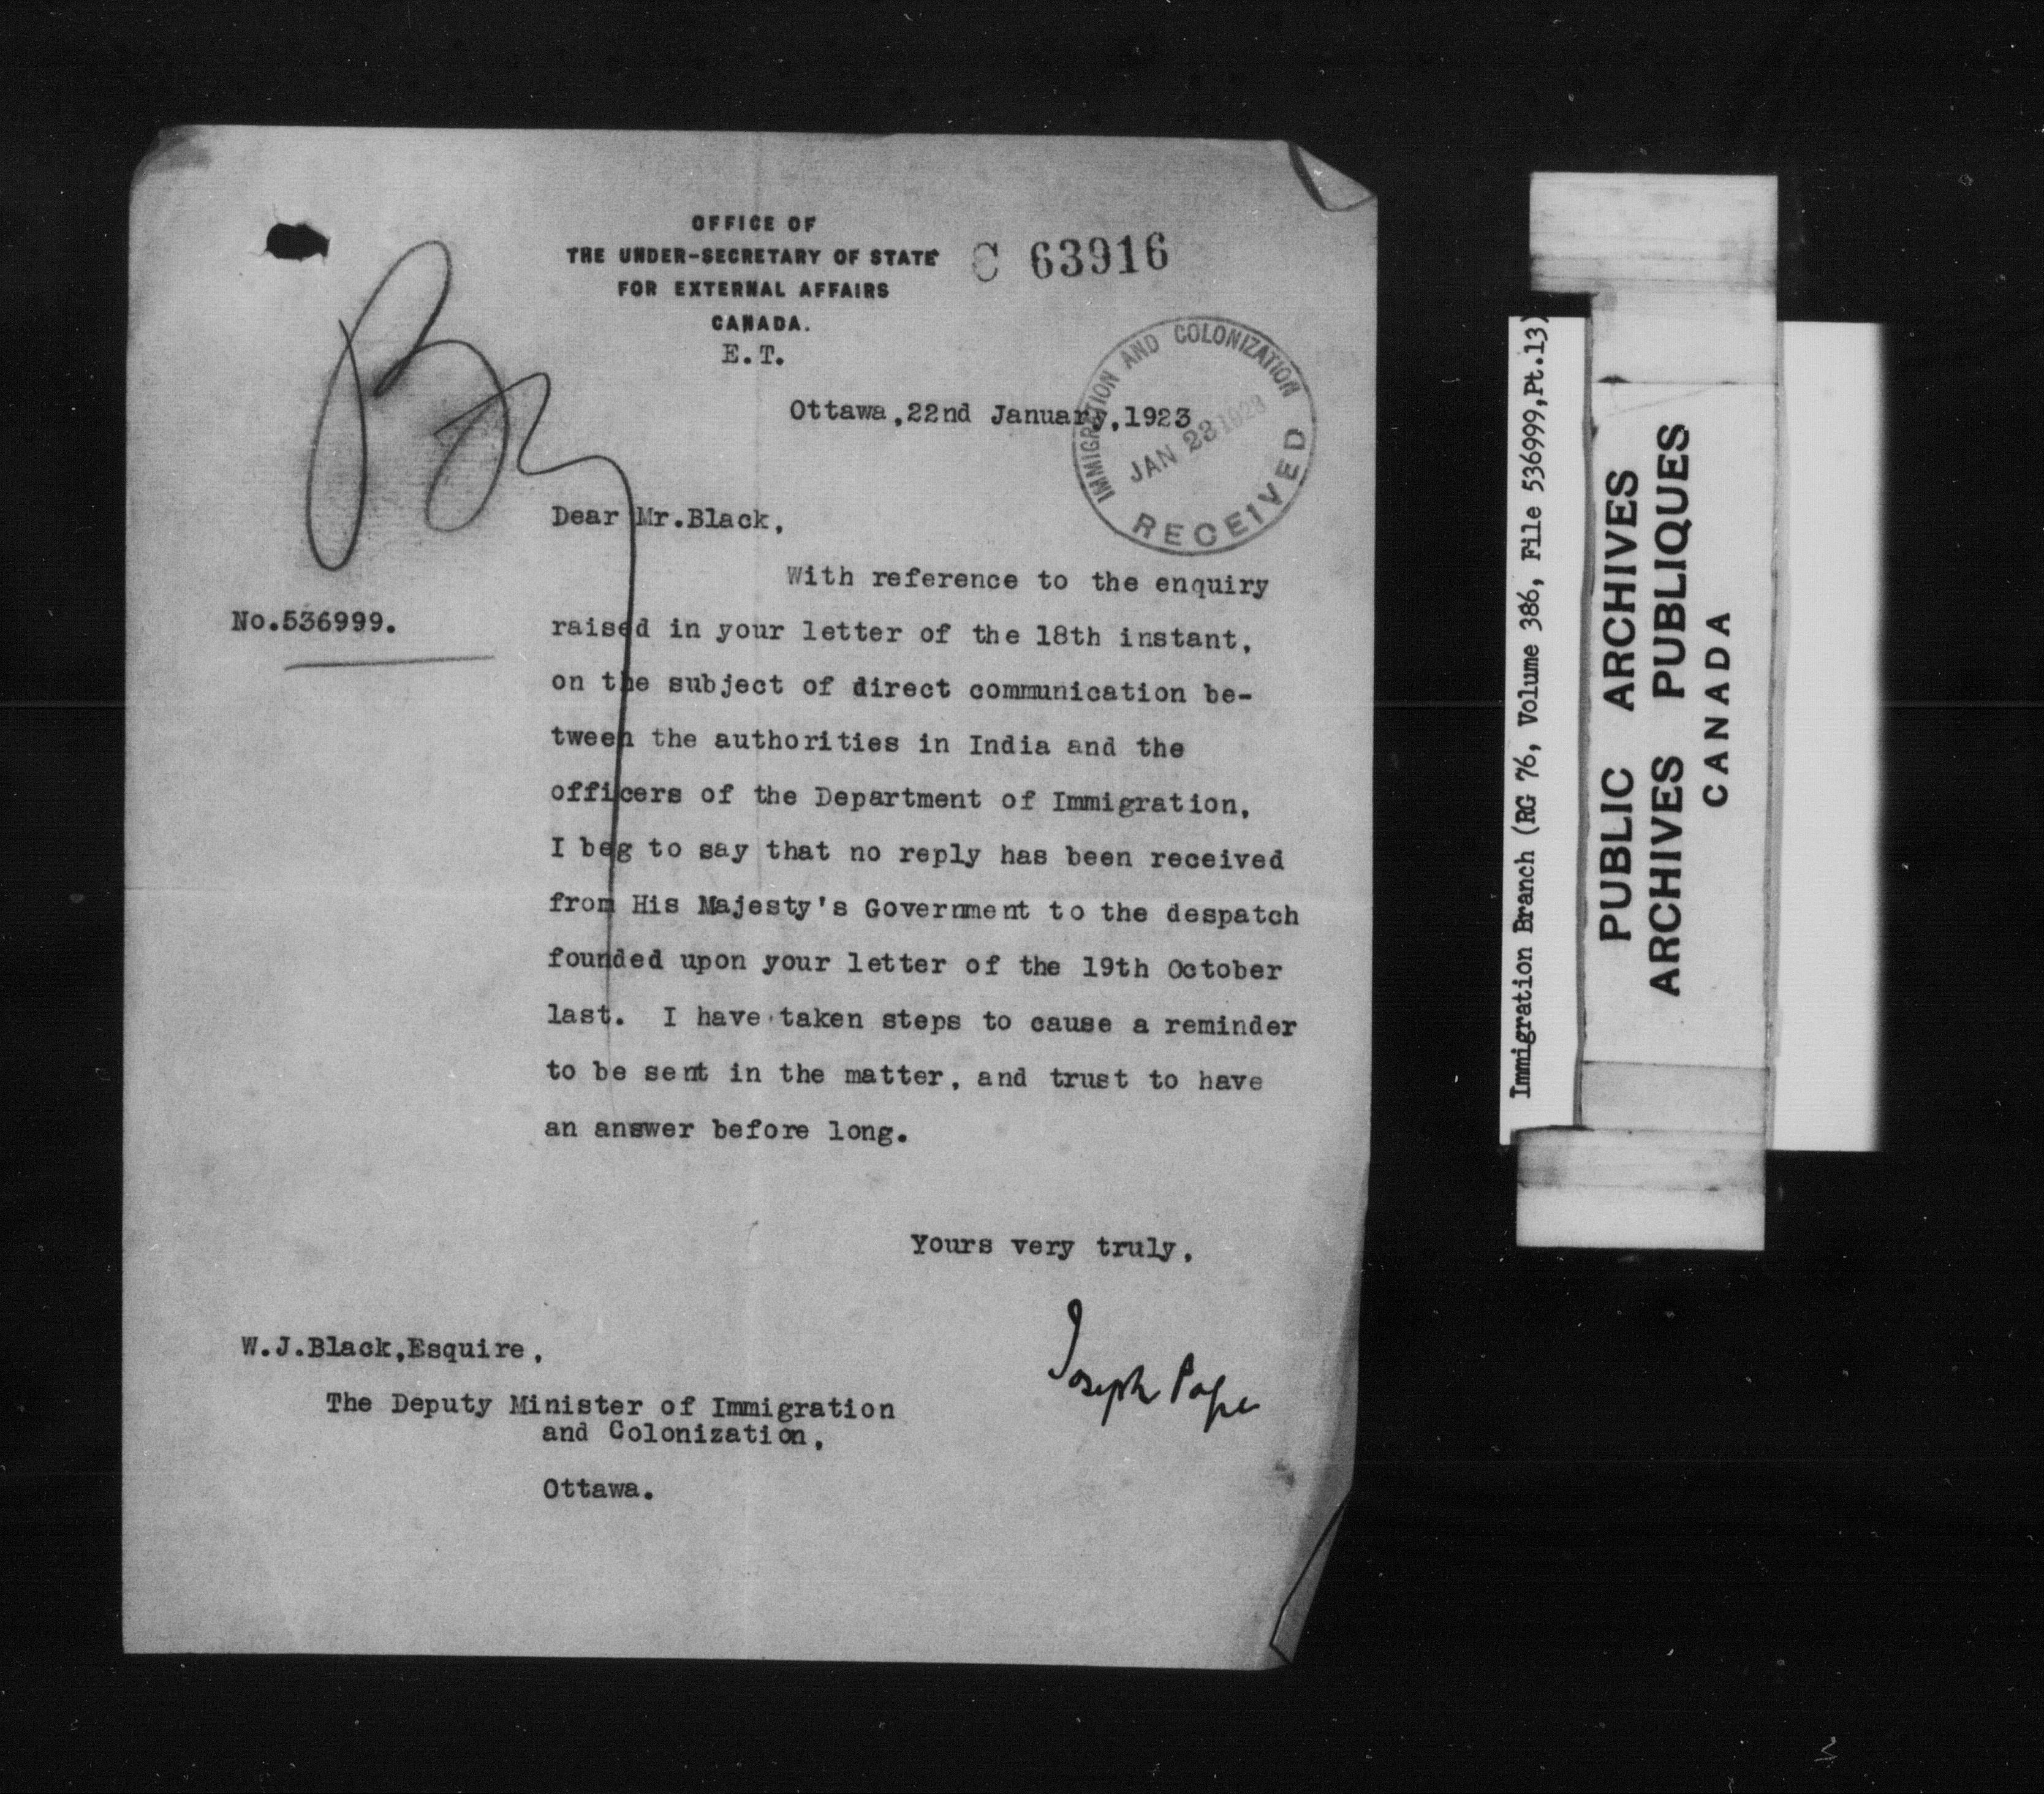 OFFICE OF
THE UNDER-SECRETARY OF STATE
FOR EXTERNAL AFFAIRS
CANADA.
E.T.
C 63916
Ottawa,22nd January,1923
IMMIGRATION AND COLONIZATION
JAN 23 1923
RECEIVED
Dear Mr.Black,
No.536999.
With reference to the enquiry
raised in your letter of the 18th instant,
on the subject of direct communication be-
tween the authorities in India and the
officers of the Department of Immigration,
I beg to say that no reply has been received
from His Majesty's Government to the despatch
founded upon your letter of the 19th October
last. I have taken steps to cause a reminder
to be sent in the matter, and trust to have
an answer before long.
Yours very truly,
Joseph Pope
W.J.Black,Esquire,
The Deputy Minister of Immigration
and Colonization,
Ottawa.
Immigration Branch (RG 76, Volume 386, File 536999,Pt.13)
PUBLIC ARCHIVES
ARCHIVES PUBLIQUES
CANADA